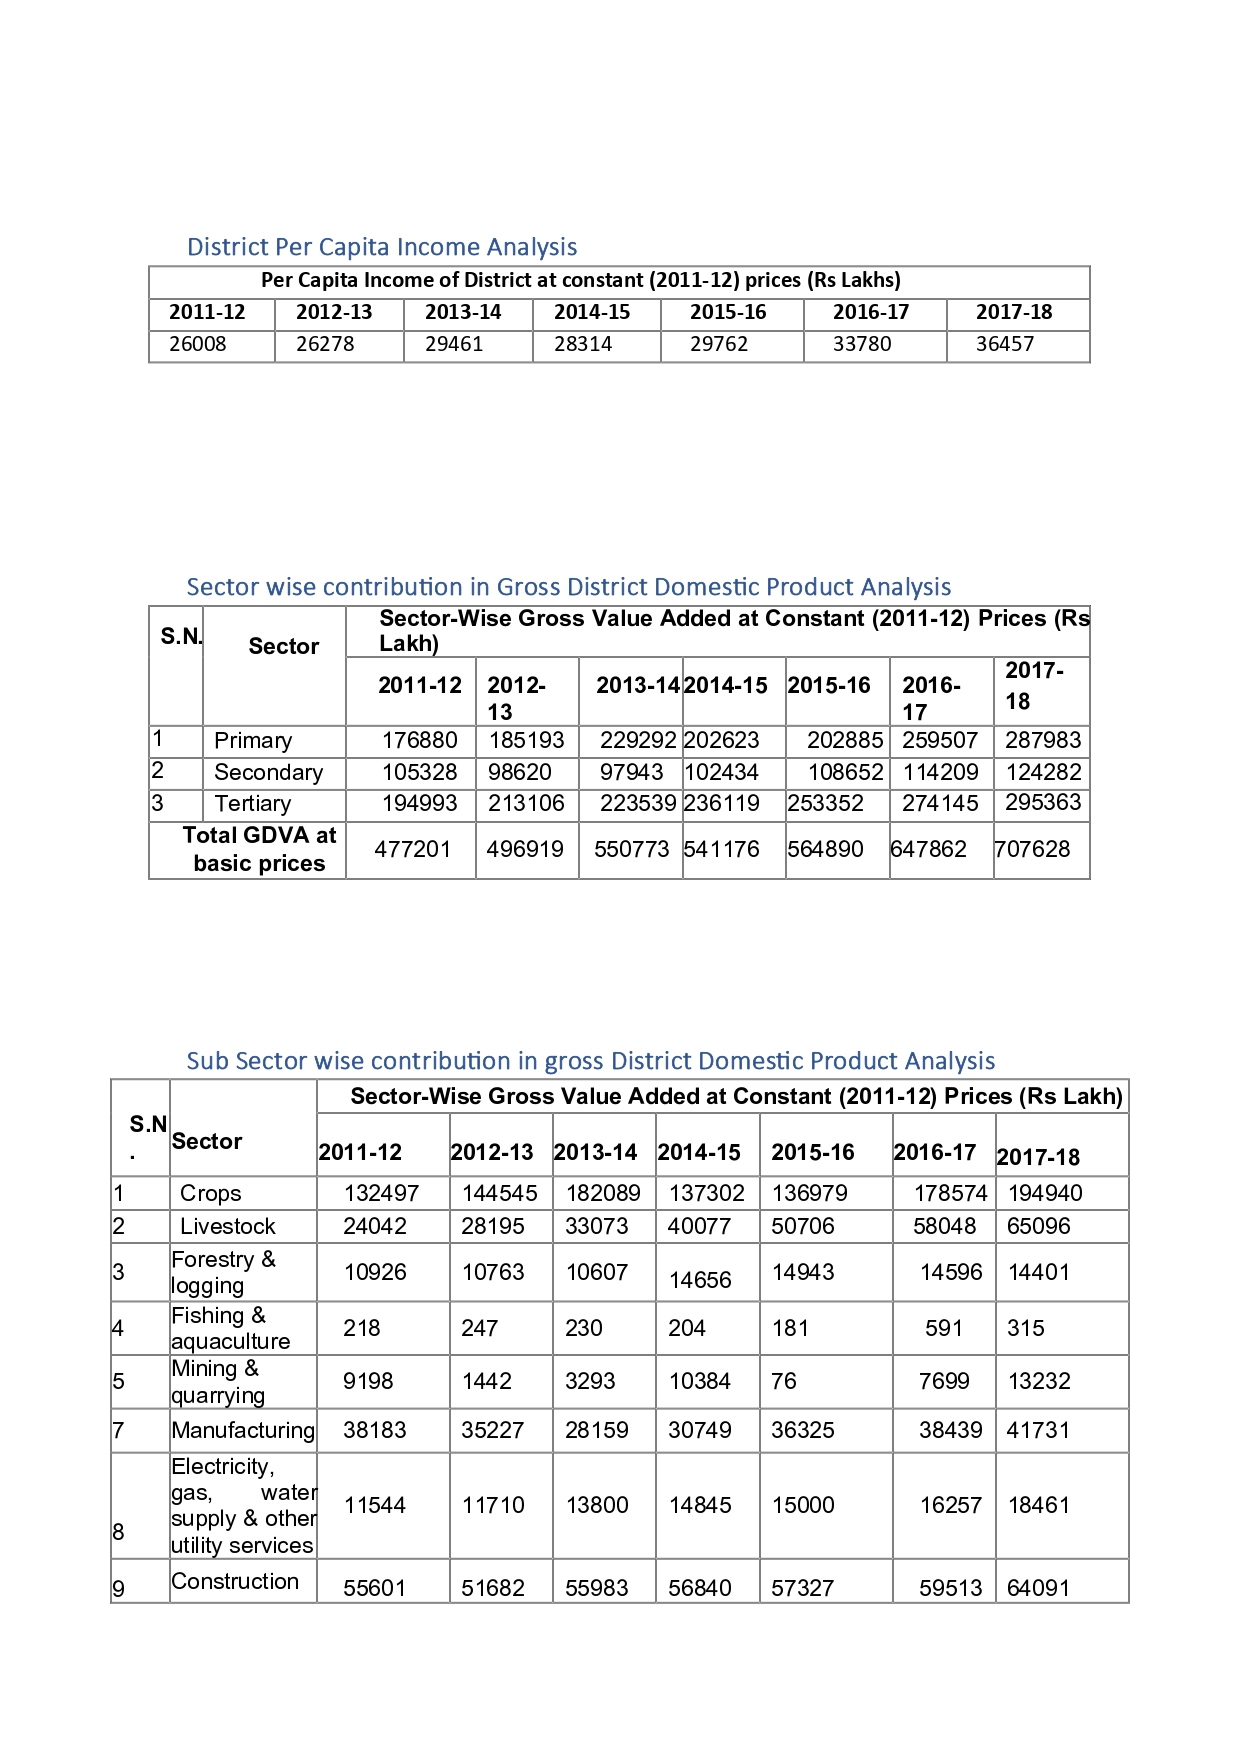 District Per Capita Income Analysis
Per Capita Income of District at constant (2011-12) prices (Rs Lakhs)
2011-12 2012-13 2013-14 2014-15 2015-16 2016-17 2017-18
26008 26278 29461 28314 29762 33780 36457
Sector wise contribution in Gross District Domestic Product Analysis
S.N. Sector Sector-Wise Gross Value Added at Constant (2011-12) Prices (Rs
Lakh)
2011-12 2012-
13 2013-14 2014-15 2015-16 2016-
17 2017-
18
1 Primary 176880 185193 229292 202623 202885 259507 287983
2 Secondary 105328 98620 97943 102434 108652 114209 124282
3 Tertiary 194993 213106 223539 236119 253352 274145 295363
Total GDVA at
basic prices 477201 496919 550773 541176 564890 647862 707628
Sub Sector wise contribution in gross District Domestic Product Analysis
S.N
. Sector Sector-Wise Gross Value Added at Constant (2011-12) Prices (Rs Lakh)
2011-12 2012-13 2013-14 2014-15 2015-16 2016-17 2017-18
1 Crops 132497 144545 182089 137302 136979 178574 194940
2 Livestock 24042 28195 33073 40077 50706 58048 65096
3 Forestry &
logging 10926 10763 10607 14656 14943 14596 14401
4 Fishing &
aquaculture 218 247 230 204 181 591 315
5 Mining &
quarrying 9198 1442 3293 10384 76 7699 13232
7 Manufacturing 38183 35227 28159 30749 36325 38439 41731
8 Electricity,
gas, water
supply & other
utility services 11544 11710 13800 14845 15000 16257 18461
9 Construction 55601 51682 55983 56840 57327 59513 64091